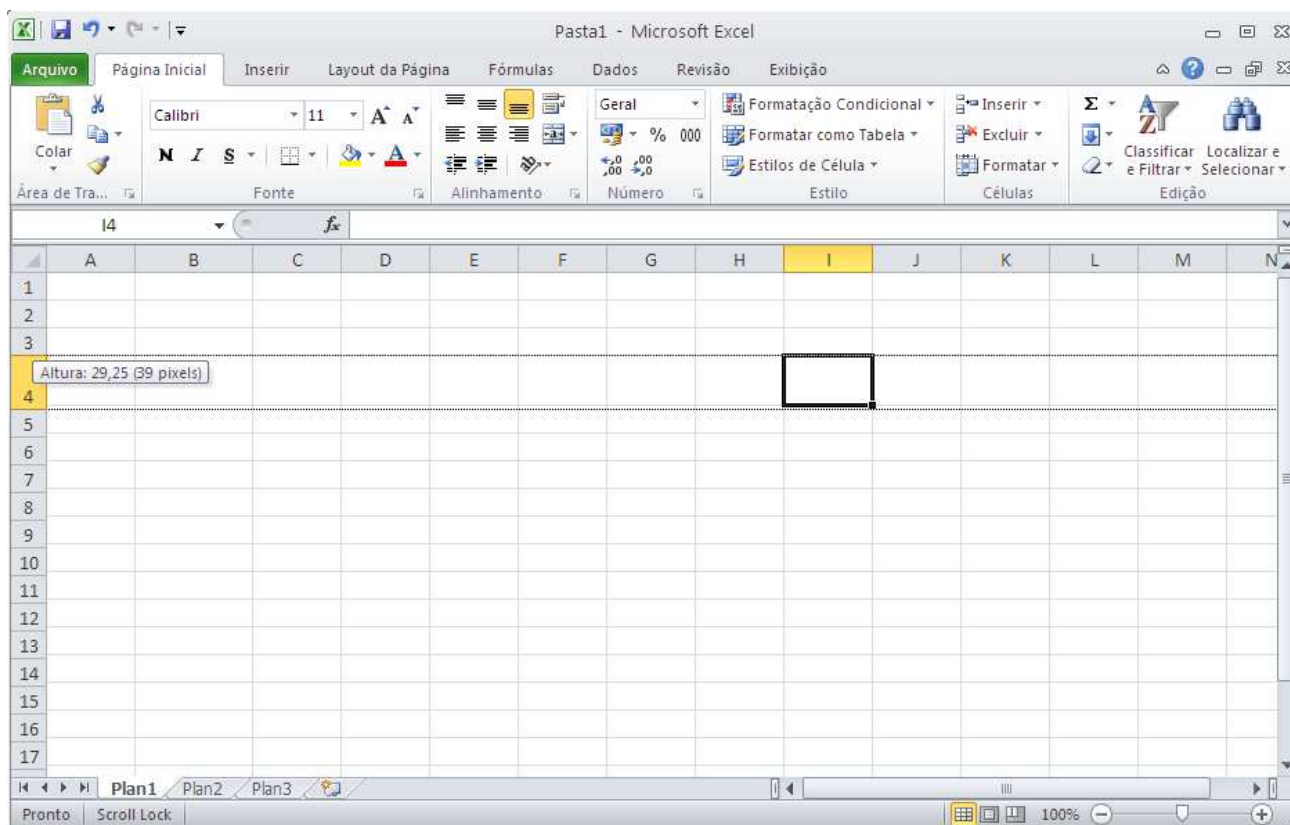 Pasta1 - Microsoft Excel
Arquivo Página Inicial Inserir Layout da Página Fórmulas Dados Revisão Exibição
Colar
Área de Tra...
Calibri 11
N I S
Fonte
Alinhamento
Geral
% 000
Número
Formatação Condicional
Formatar como Tabela
Estilos de Célula
Estilo
Inserir
Excluir
Formatar
Células
Σ
Classificar e Filtrar
Localizar e Selecionar
Edição
I4 fx
A B C D E F G H I J K L M N
1
2
3
Altura: 29,25 (39 pixels)
4
5
6
7
8
9
10
11
12
13
14
15
16
17
Plan1 Plan2 Plan3
Pronto Scroll Lock 100%